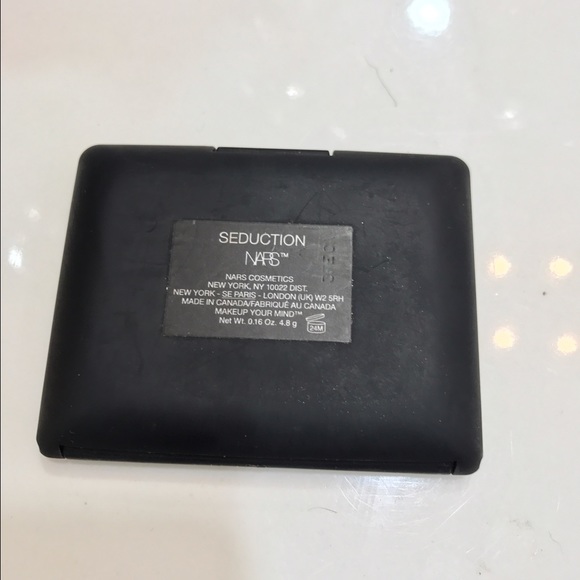 SEDUCTION
NARS™
NARS COSMETICS
NEW YORK, NY 10022 DIST.
NEW YORK - SE PARIS - LONDON (UK) W2 5RH
MADE IN CANADA/FABRIQUÉ AU CANADA
MAKEUP YOUR MIND™
Net Wt. 0.16 Oz. 4.8 g
24M